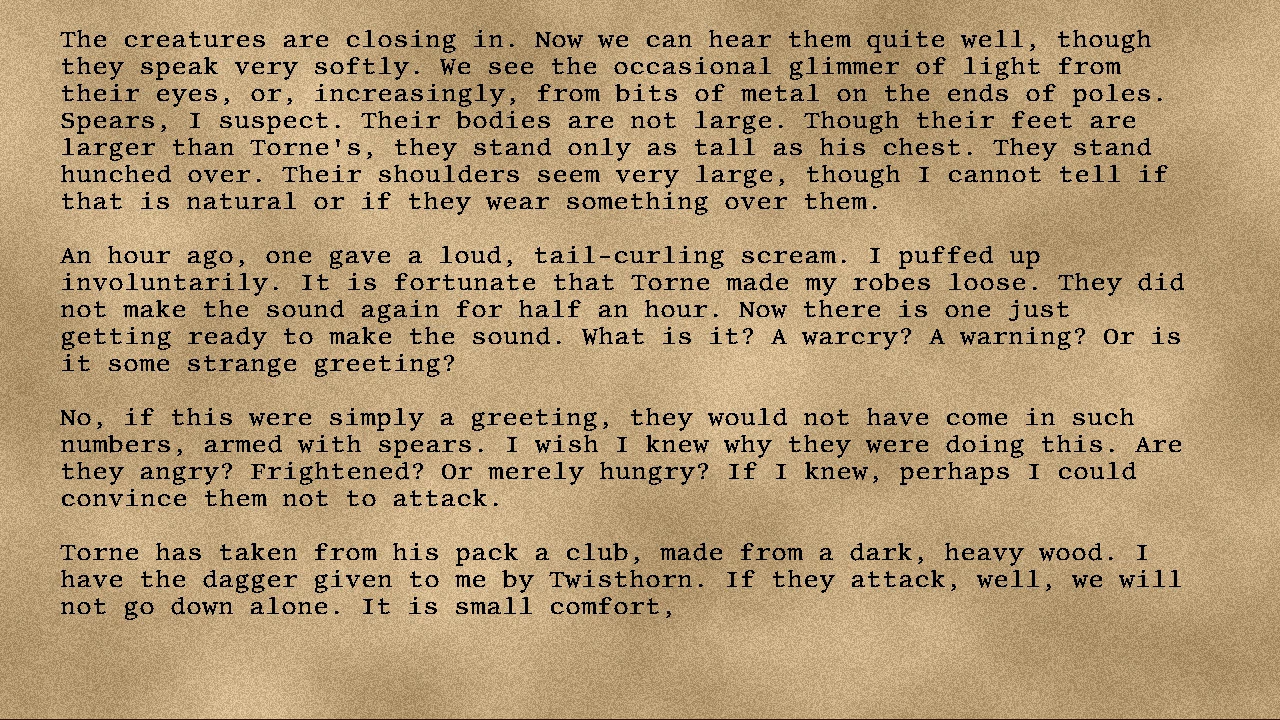 The creatures are closing in. Now we can hear them quite well, though
they speak very softly. We see the occasional glimmer of light from
their eyes, or, increasingly, from bits of metal on the ends of poles.
Spears, I suspect. Their bodies are not large. Though their feet are
larger than Torne's, they stand only as tall as his chest. They stand
hunched over. Their shoulders seem very large, though I cannot tell if
that is natural or if they wear something over them.

An hour ago, one gave a loud, tail-curling scream. I puffed up
involuntarily. It is fortunate that Torne made my robes loose. They did
not make the sound again for half an hour. Now there is one just
getting ready to make the sound. What is it? A warcry? A warning? Or is
it some strange greeting?

No, if this were simply a greeting, they would not have come in such
numbers, armed with spears. I wish I knew why they were doing this. Are
they angry? Frightened? Or merely hungry? If I knew, perhaps I could
convince them not to attack.

Torne has taken from his pack a club, made from a dark, heavy wood. I
have the dagger given to me by Twisthorn. If they attack, well, we will
not go down alone. It is small comfort,